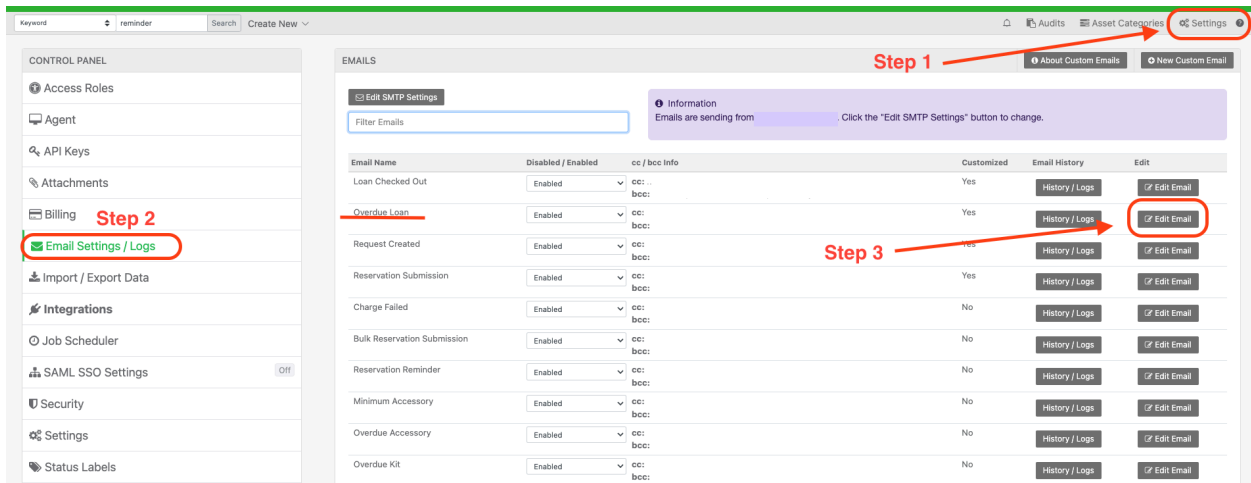 Keyword reminder Search Create New Audits Asset Categories Settings
Step 1
CONTROL PANEL
Access Roles
Agent
API Keys
Attachments
Billing
Step 2
Email Settings / Logs
Import / Export Data
Integrations
Job Scheduler
SAML SSO Settings Off
Security
Settings
Status Labels
EMAILS About Custom Emails New Custom Email
Edit SMTP Settings
Filter Emails
Information
Emails are sending from . Click the "Edit SMTP Settings" button to change.
Email Name Disabled / Enabled cc / bcc Info Customized Email History Edit
Loan Checked Out Enabled cc: Yes History / Logs Edit Email
bcc:
Overdue Loan Enabled cc: Yes History / Logs Edit Email
bcc:
Step 3
Request Created Enabled cc: Yes History / Logs Edit Email
bcc:
Reservation Submission Enabled cc: Yes History / Logs Edit Email
bcc:
Charge Failed Enabled cc: No History / Logs Edit Email
bcc:
Bulk Reservation Submission Enabled cc: No History / Logs Edit Email
bcc:
Reservation Reminder Enabled cc: No History / Logs Edit Email
bcc:
Minimum Accessory Enabled cc: No History / Logs Edit Email
bcc:
Overdue Accessory Enabled cc: No History / Logs Edit Email
bcc:
Overdue Kit Enabled cc: No History / Logs Edit Email
bcc: